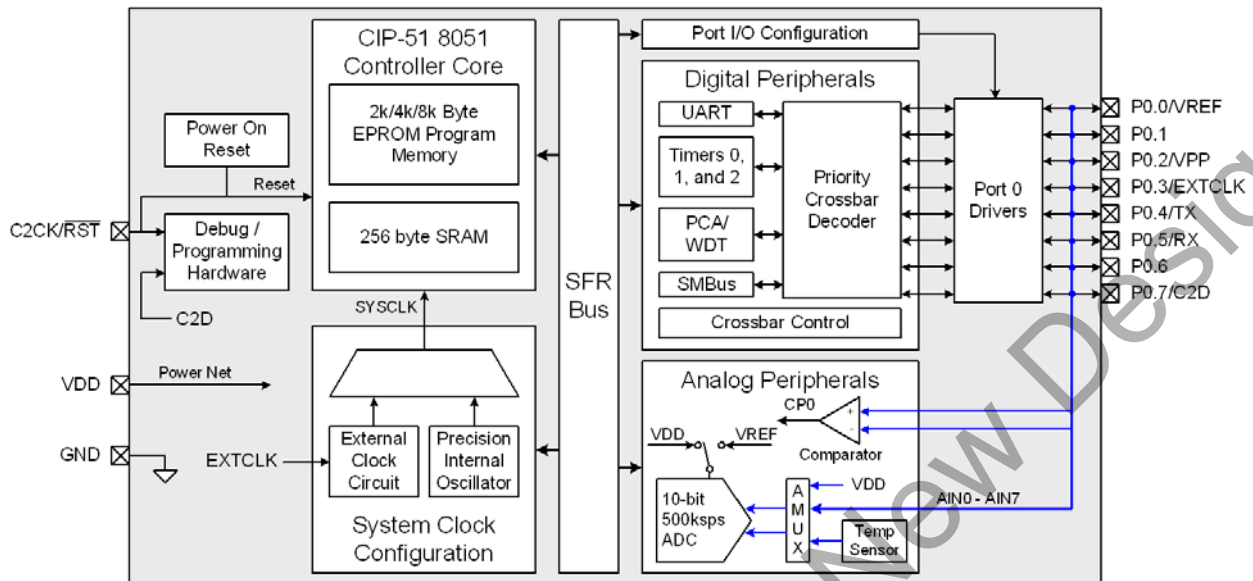 CIP-51 8051
Controller Core
2k/4k/8k Byte
EPROM Program
Memory
256 byte SRAM
Power On
Reset
Reset
C2CK/RST
Debug /
Programming
Hardware
C2D
SYSCLK
VDD
Power Net
GND
EXTCLK
External
Clock
Circuit
Precision
Internal
Oscillator
System Clock
Configuration
SFR
Bus
Port I/O Configuration
Digital Peripherals
UART
Timers 0,
1, and 2
PCA/
WDT
SMBus
Priority
Crossbar
Decoder
Crossbar Control
Port 0
Drivers
P0.0/VREF
P0.1
P0.2/VPP
P0.3/EXTCLK
P0.4/TX
P0.5/RX
P0.6
P0.7/C2D
Analog Peripherals
CP0
+
-
Comparator
VDD
VREF
10-bit
500ksps
ADC
A
M
U
X
VDD
AIN0 - AIN7
Temp
Sensor
New Desig